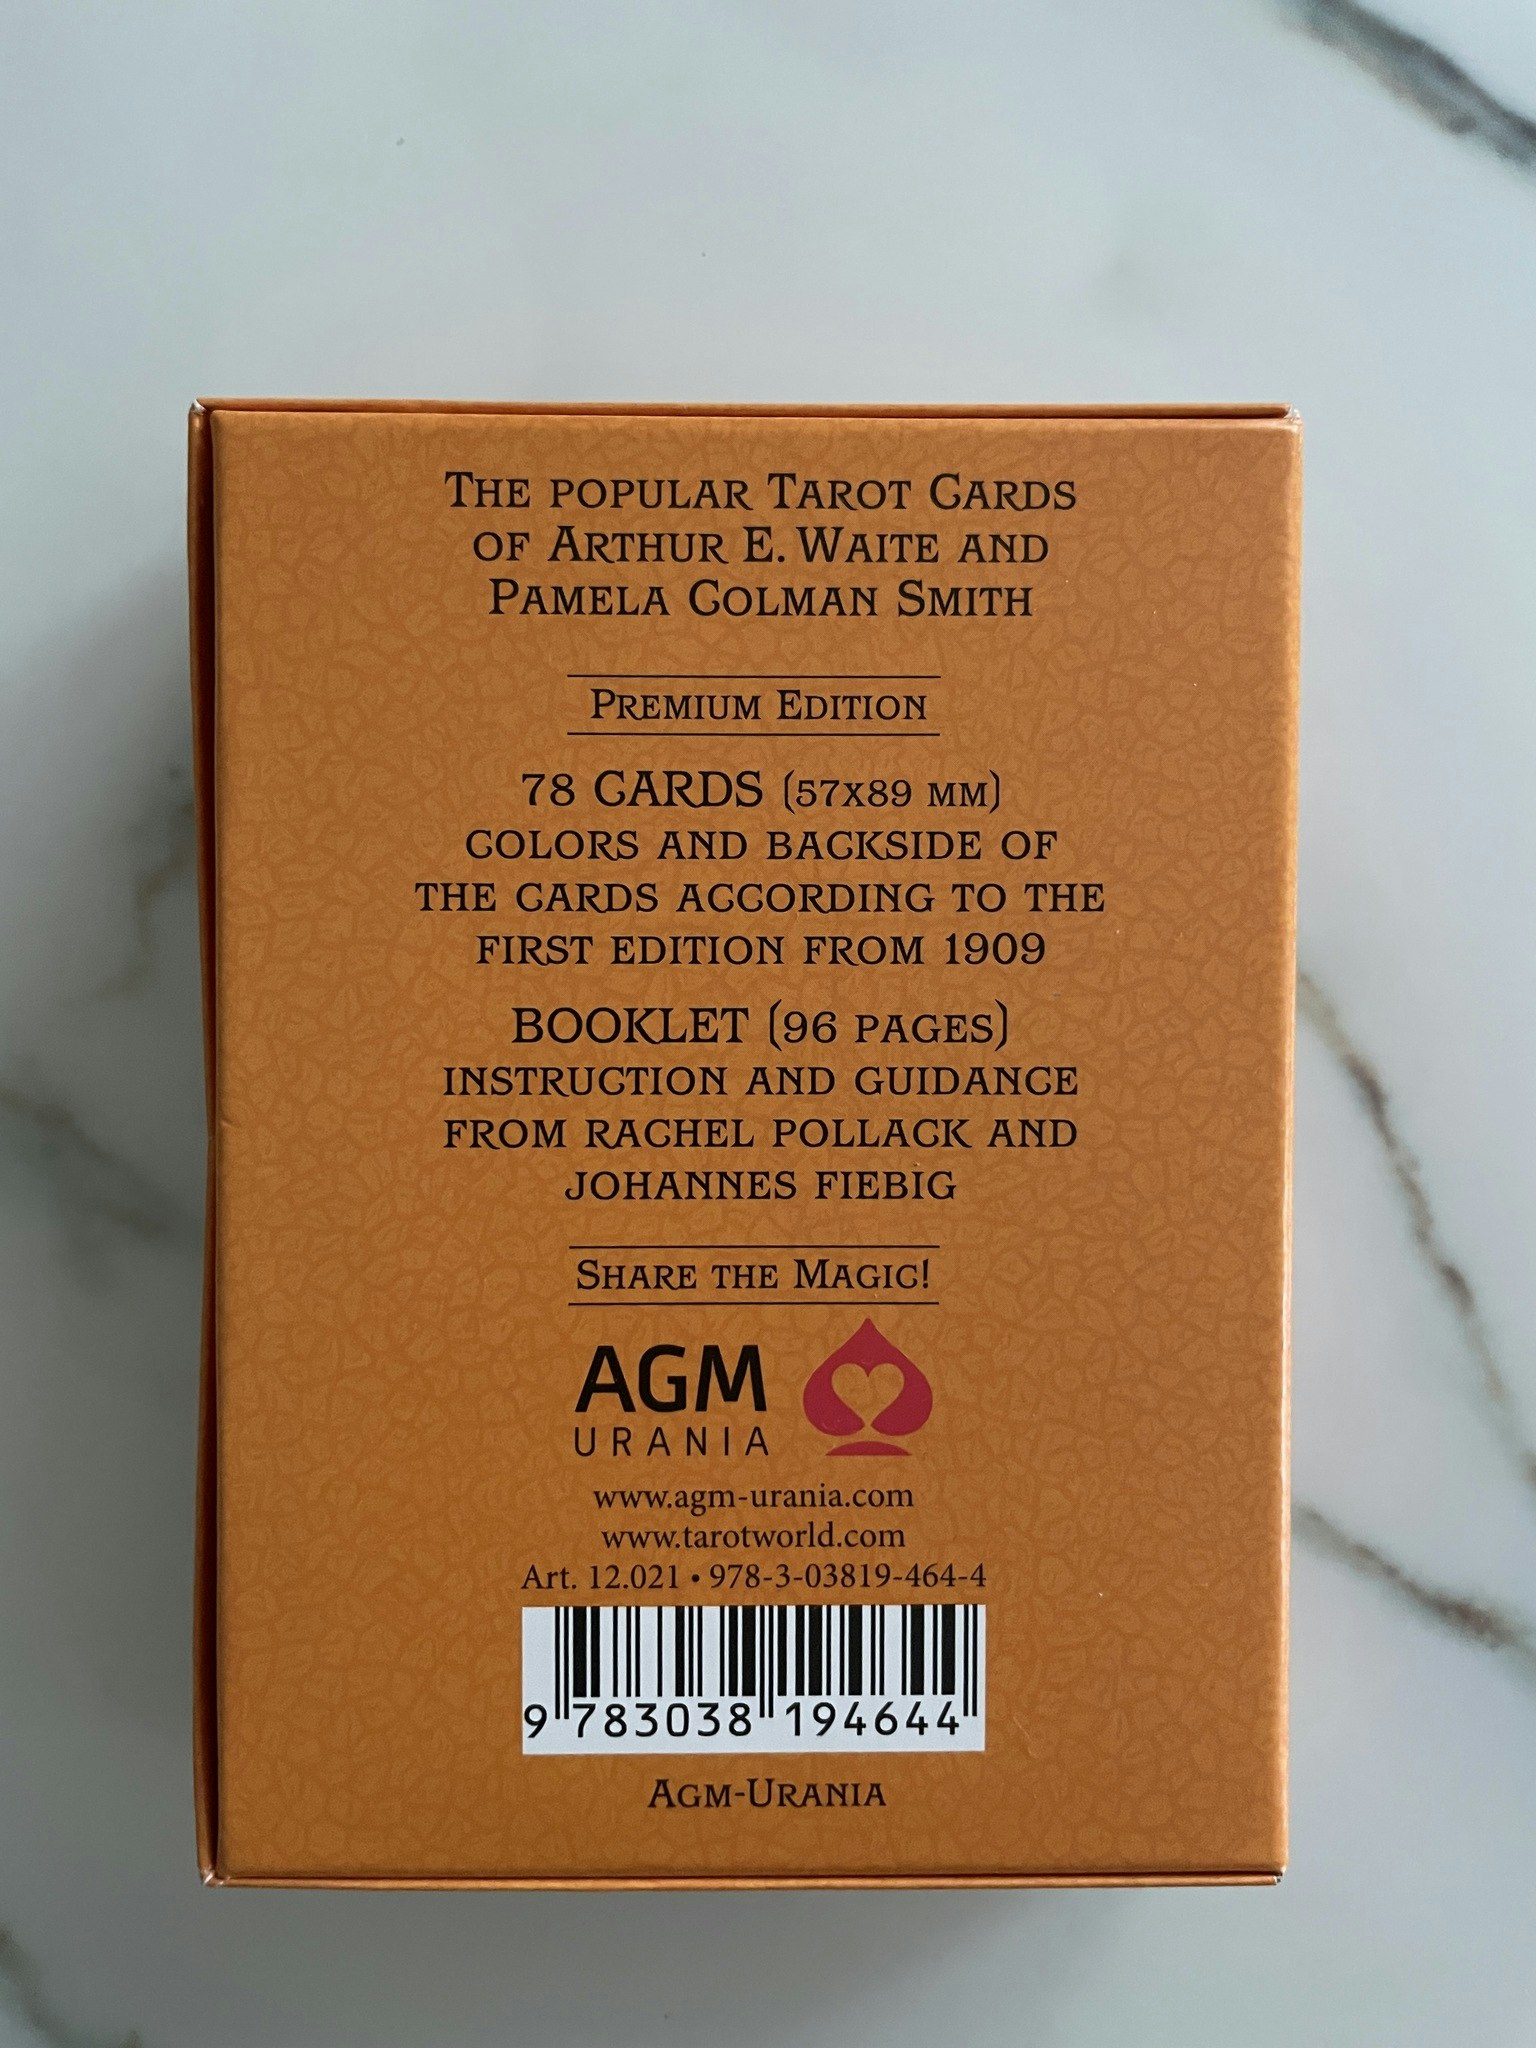 The popular Tarot Cards
of Arthur E. Waite and
Pamela Colman Smith
Premium Edition
78 CARDS (57x89 mm)
COLORS AND BACKSIDE OF
THE CARDS ACCORDING TO THE
FIRST EDITION FROM 1909
BOOKLET (96 PAGES)
INSTRUCTION AND GUIDANCE
FROM RACHEL POLLACK AND
JOHANNES FIEBIG
Share the Magic!
AGM
URANIA
www.agm-urania.com
www.tarotworld.com
Art. 12.021 • 978-3-03819-464-4
9 783038 194644
Agm-Urania